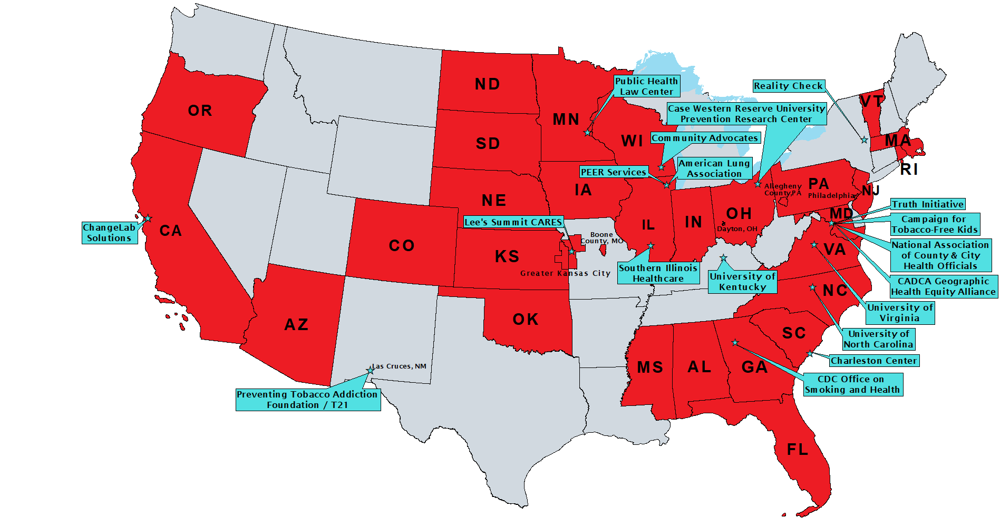 Public Health
Law Center
Reality Check
ND
VT
OR
MN
Case Western Reserve University
Prevention Research Center
SD
WI
Community Advocates
MA
PEER Services
American Lung
Association
RI
IA
Allegheny
County,PA
PA
Philadelphia
NJ
NE
Truth Initiative
ChangeLab
Solutions
CA
Lee's Summit CARES
IL
IN
OH
Dayton, OH
MD
Campaign for
Tobacco-Free Kids
CO
KS
Boone
County, MO
VA
National Association
of County & City
Health Officials
Greater Kansas City
Southern Illinois
Healthcare
University of
Kentucky
CADCA Geographic
Health Equity Alliance
NC
University of
Virginia
AZ
OK
SC
University of
North Carolina
Las Cruces, NM
MS
AL
GA
Charleston Center
Preventing Tobacco Addiction
Foundation / T21
CDC Office on
Smoking and Health
FL